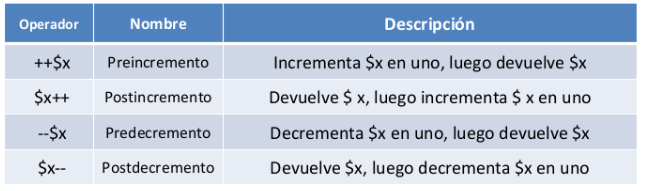 Operador Nombre Descripción
++$x Preincremento Incrementa $x en uno, luego devuelve $x
$x++ Postincremento Devuelve $ x, luego incrementa $ x en uno
--$x Predecremento Decrementa $x en uno, luego devuelve $x
$x-- Postdecremento Devuelve $x, luego decrementa $x en uno